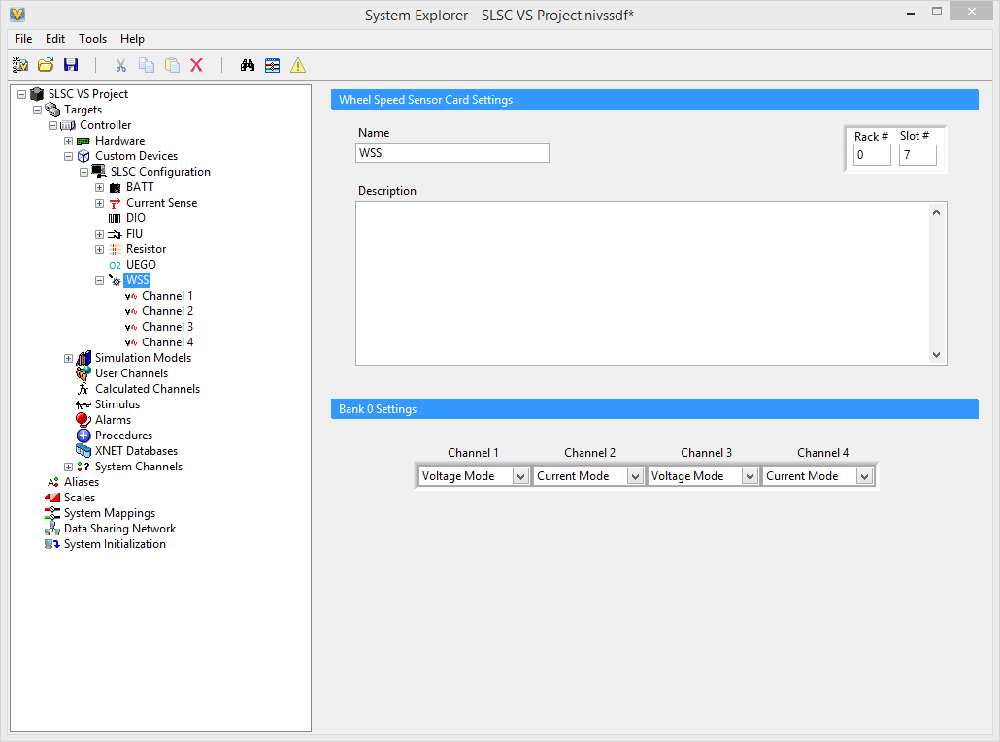 System Explorer - SLSC VS Project.nivssdf*
File Edit Tools Help
SLSC VS Project
Targets
Controller
Hardware
Custom Devices
SLSC Configuration
BATT
Current Sense
DIO
FIU
Resistor
O2 UEGO
WSS
Channel 1
Channel 2
Channel 3
Channel 4
Simulation Models
User Channels
fx Calculated Channels
Stimulus
Alarms
Procedures
XNET Databases
System Channels
Aliases
Scales
System Mappings
Data Sharing Network
System Initialization
Wheel Speed Sensor Card Settings
Name
WSS
Rack # Slot #
0 7
Description
Bank 0 Settings
Channel 1 Channel 2 Channel 3 Channel 4
Voltage Mode Current Mode Voltage Mode Current Mode